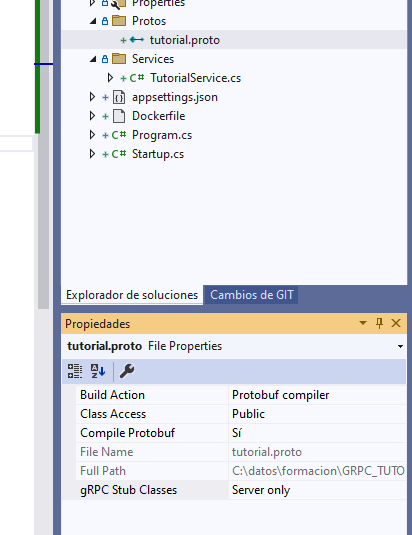 Properties
Protos
tutorial.proto
Services
C# TutorialService.cs
appsettings.json
Dockerfile
C# Program.cs
C# Startup.cs
Explorador de soluciones Cambios de GIT
Propiedades
tutorial.proto File Properties
Build Action Protobuf compiler
Class Access Public
Compile Protobuf Sí
File Name tutorial.proto
Full Path C:\datos\formacion\GRPC_TUTO
gRPC Stub Classes Server only